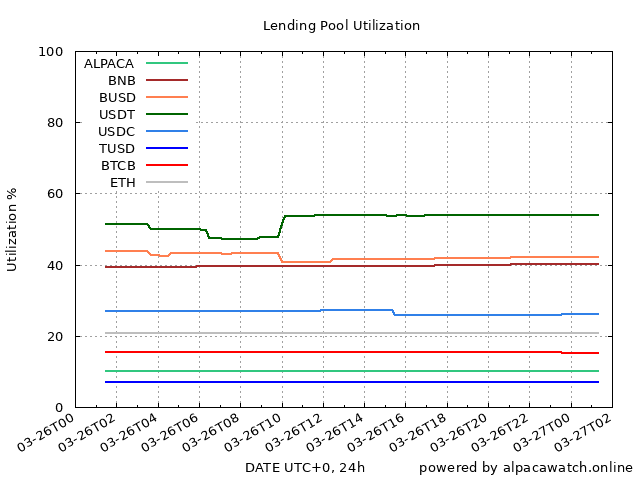 Lending Pool Utilization
Utilization %
100
80
60
40
20
0
ALPACA
BNB
BUSD
USDT
USDC
TUSD
BTCB
ETH
03-26T00
03-26T02
03-26T04
03-26T06
03-26T08
03-26T10
03-26T12
03-26T14
03-26T16
03-26T18
03-26T20
03-26T22
03-27T00
03-27T02
DATE UTC+0, 24h
powered by alpacawatch.online